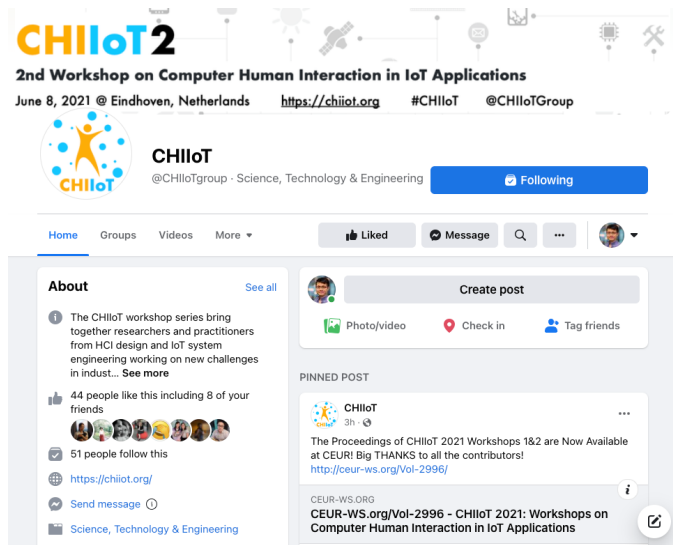 CHIIoT2
2nd Workshop on Computer Human Interaction in IoT Applications
June 8, 2021 @ Eindhoven, Netherlands https://chiiot.org #CHIIoT @CHIIoTGroup
CHIIoT
CHIIoT
@CHIIoTgroup · Science, Technology & Engineering
Following
Home Groups Videos More
Liked Message
About See all
The CHIIoT workshop series bring
together researchers and practitioners
from HCI design and IoT system
engineering working on new challenges
in indust... See more
44 people like this including 8 of your
friends
51 people follow this
https://chiiot.org/
Send message
Science, Technology & Engineering
Create post
Photo/video Check in Tag friends
PINNED POST
CHIIoT
CHIIoT
3h ·
The Proceedings of CHIIoT 2021 Workshops 1&2 are Now Available
at CEUR! Big THANKS to all the contributors!
http://ceur-ws.org/Vol-2996/
CEUR-WS.ORG
CEUR-WS.org/Vol-2996 - CHIIoT 2021: Workshops on
Computer Human Interaction in IoT Applications